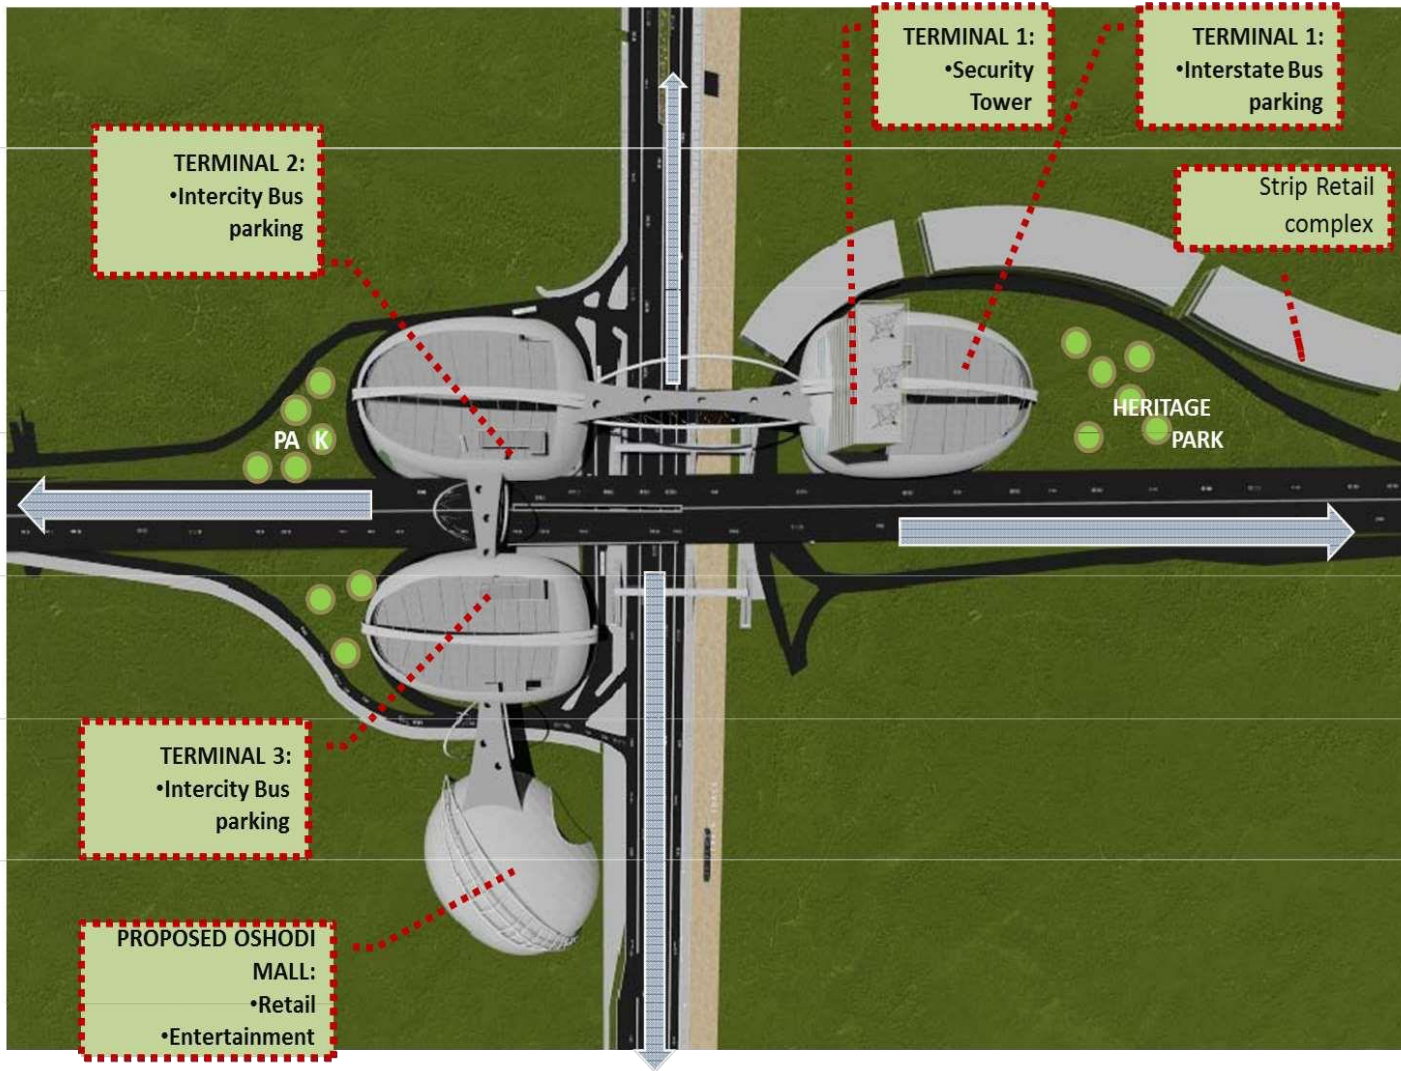 TERMINAL 1:
•Security
Tower
TERMINAL 1:
•Interstate Bus
parking
TERMINAL 2:
•Intercity Bus
parking
Strip Retail
complex
HERITAGE
PARK
PA K
TERMINAL 3:
•Intercity Bus
parking
PROPOSED OSHODI
MALL:
•Retail
•Entertainment